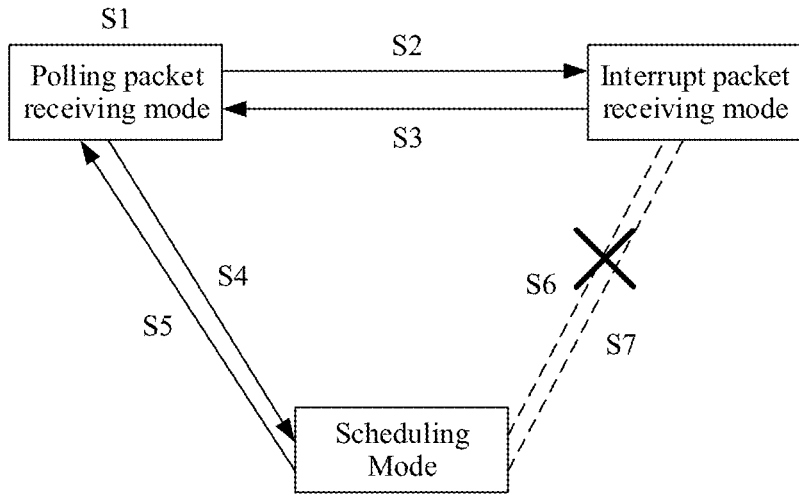 S1
Polling packet
receiving mode
S2
S3
Interrupt packet
receiving mode
S4
S5
S6
S7
Scheduling
Mode